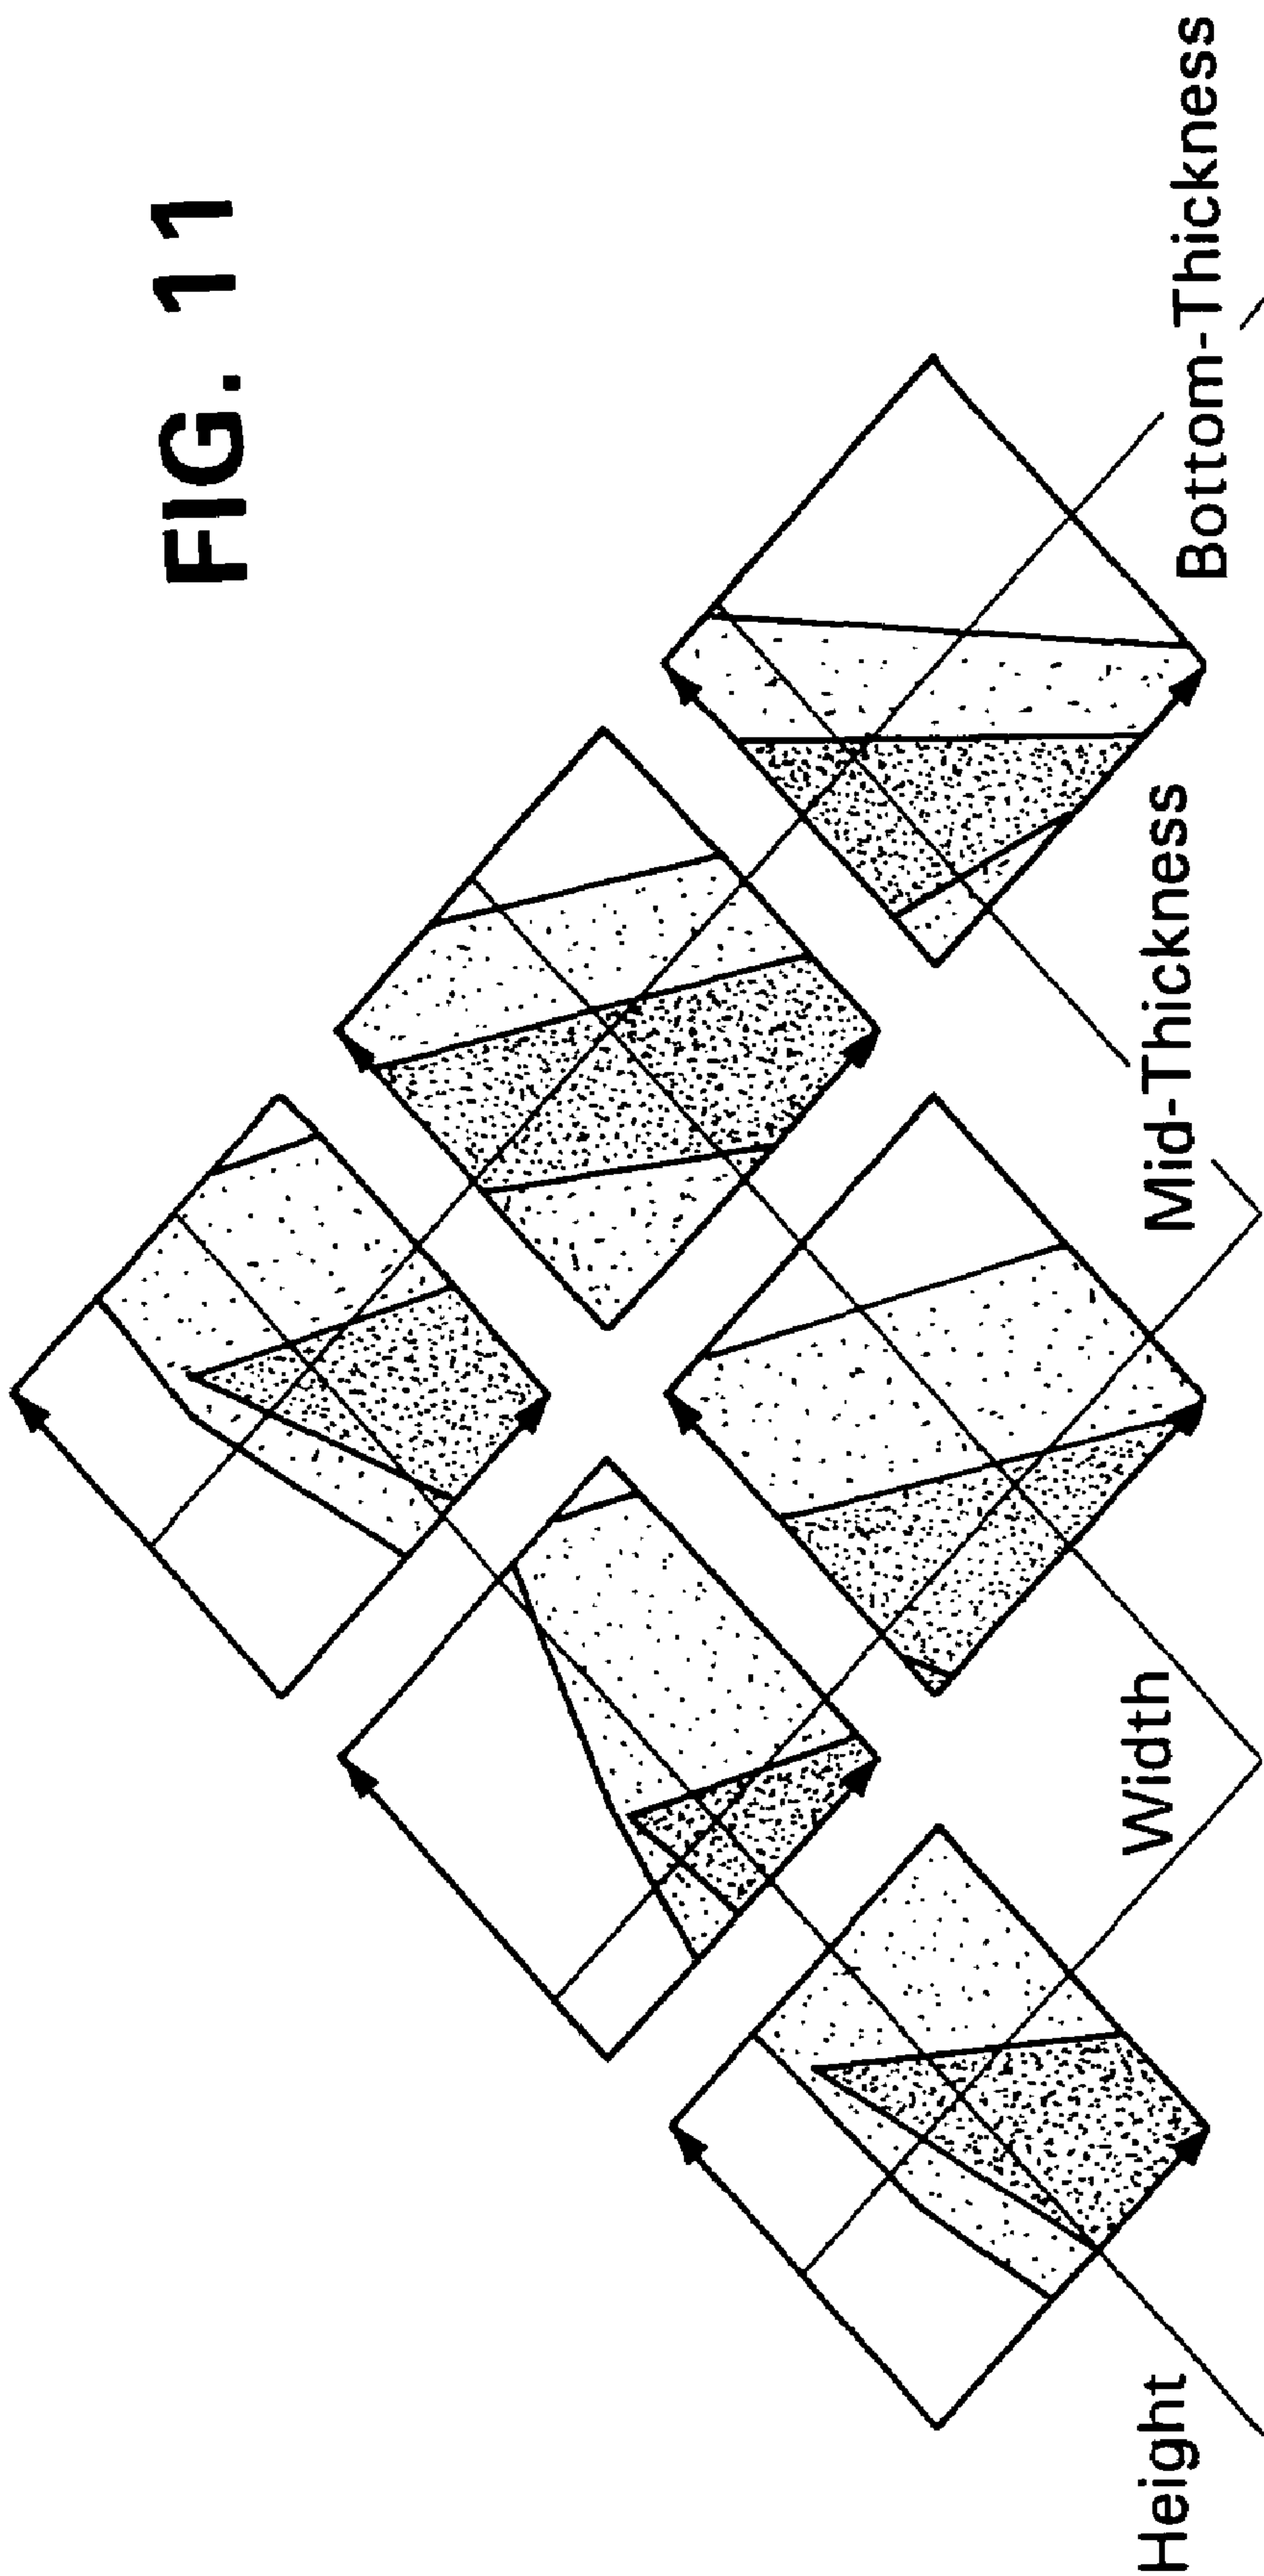 FIG. 11
Height
Width
Mid-Thickness
Bottom-Thickness